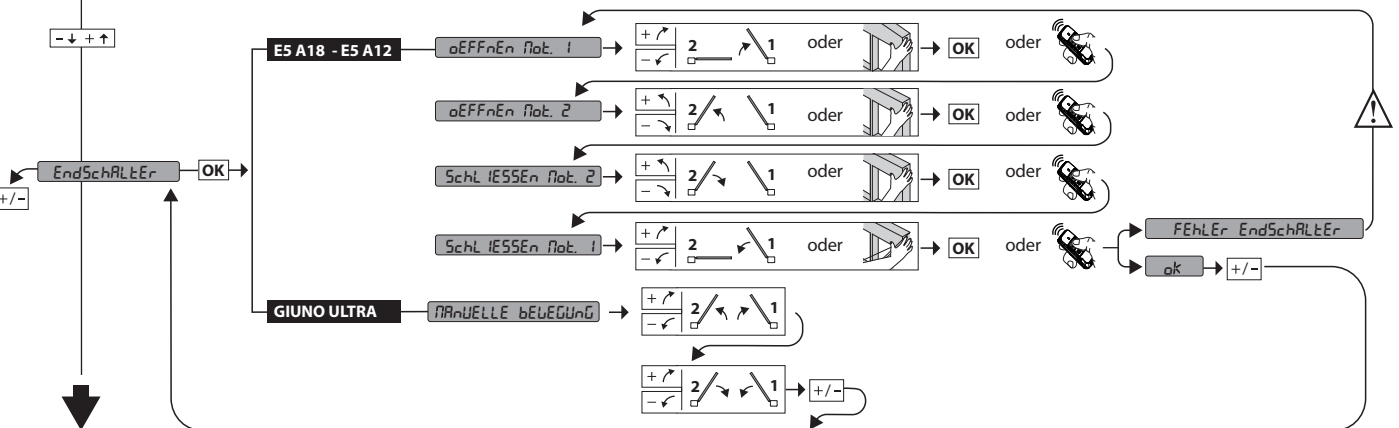 - ↓ + ↑
E5 A18 - E5 A12
oEFFnEn Mot. 1
+
-
2
1
oder
OK
oder
oEFFnEn Mot. 2
+
-
2
1
oder
OK
oder
!
EndSchALtEr
OK
+/-
SchLIESSEn Mot. 2
+
-
2
1
oder
OK
oder
SchLIESSEn Mot. 1
+
-
2
1
oder
OK
oder
FEhLEr EndSchALtEr
ok
+/-
GIUNO ULTRA
MAnUELLE bEWEGUnG
+
-
2
1
+
-
2
1
+/-